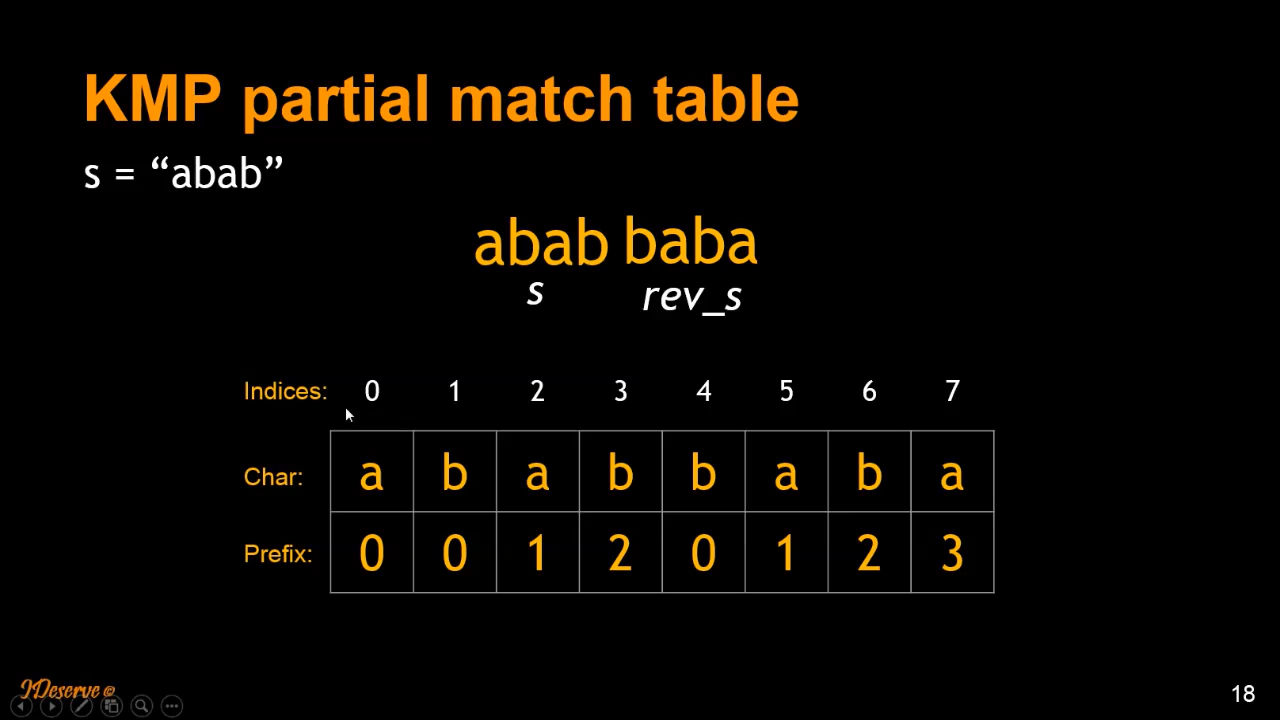 KMP partial match table
s = “abab”
abab baba
s rev_s
Indices: 0 1 2 3 4 5 6 7
Char: a b a b b a b a
Prefix: 0 0 1 2 0 1 2 3
IDeserve ©
18